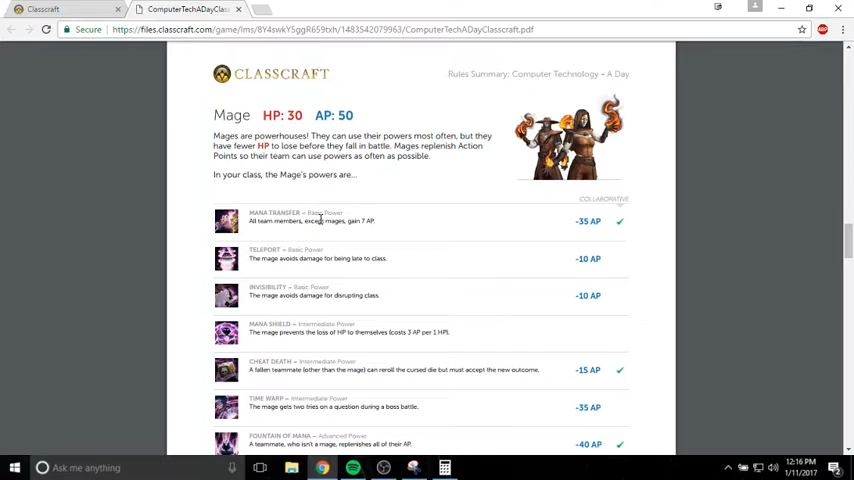 Classcraft
ComputerTechADayClass
Secure
https://files.classcraft.com/game/lms/8Y4swkY5ggR659txh/1483542079963/ComputerTechADayClasscraft.pdf
ABP
CLASSCRAFT
Rules Summary: Computer Technology - A Day
Mage HP: 30 AP: 50
Mages are powerhouses! They can use their powers most often, but they
have fewer HP to lose before they fall in battle. Mages replenish Action
Points so their team can use powers as often as possible.
In your class, the Mage's powers are...
COLLABORATIVE
MANA TRANSFER – Basic Power
All team members, except mages, gain 7 AP.
-35 AP ✓
TELEPORT – Basic Power
The mage avoids damage for being late to class.
-10 AP
INVISIBILITY – Basic Power
The mage avoids damage for disrupting class.
-10 AP
MANA SHIELD – Intermediate Power
The mage prevents the loss of HP to themselves (costs 3 AP per 1 HP).
CHEAT DEATH – Intermediate Power
A fallen teammate (other than the mage) can reroll the cursed die but must accept the new outcome.
-15 AP ✓
TIME WARP – Intermediate Power
The mage gets two tries on a question during a boss battle.
-35 AP
FOUNTAIN OF MANA – Advanced Power
A teammate, who isn't a mage, replenishes all of their AP.
-40 AP ✓
Ask me anything
12:16 PM
1/11/2017
2